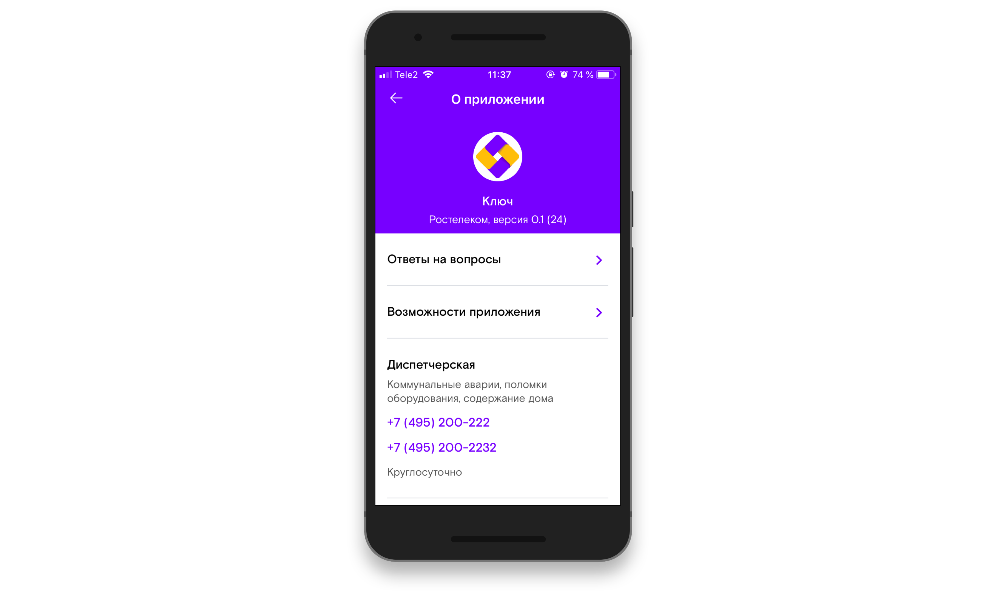 Tele2 11:37 74 %
О приложении
Ключ
Ростелеком, версия 0.1 (24)
Ответы на вопросы
Возможности приложения
Диспетчерская
Коммунальные аварии, поломки
оборудования, содержание дома
+7 (495) 200-222
+7 (495) 200-2232
Круглосуточно